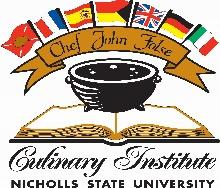 Chef John Folse
Culinary Institute
NICHOLLS STATE UNIVERSITY